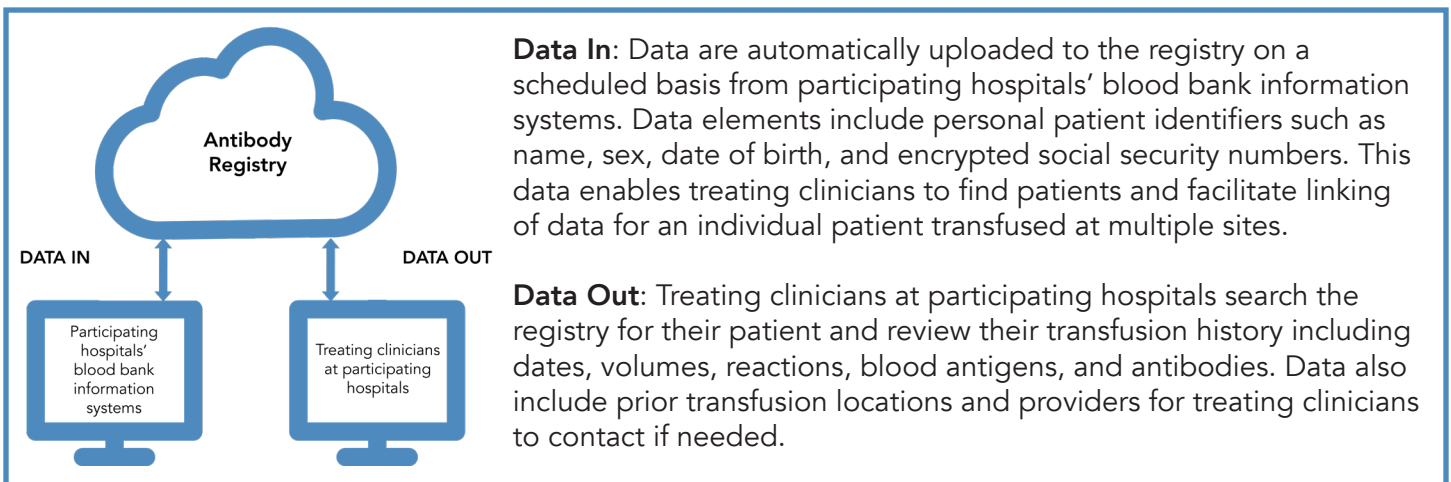 Antibody
Registry
DATA IN
DATA OUT
Participating
hospitals’
blood bank
information
systems
Treating clinicians
at participating
hospitals
Data In: Data are automatically uploaded to the registry on a
scheduled basis from participating hospitals’ blood bank information
systems. Data elements include personal patient identifiers such as
name, sex, date of birth, and encrypted social security numbers. This
data enables treating clinicians to find patients and facilitate linking
of data for an individual patient transfused at multiple sites.
Data Out: Treating clinicians at participating hospitals search the
registry for their patient and review their transfusion history including
dates, volumes, reactions, blood antigens, and antibodies. Data also
include prior transfusion locations and providers for treating clinicians
to contact if needed.